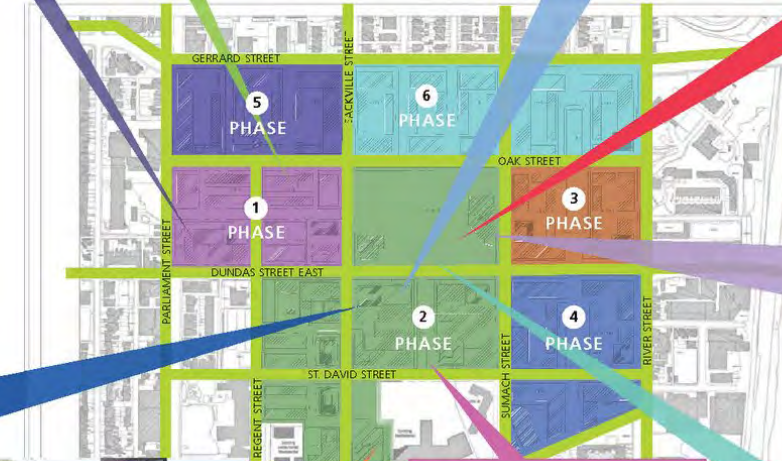 GERRARD STREET
SACKVILLE STREET
5
PHASE
6
PHASE
OAK STREET
1
PHASE
3
PHASE
PARLIAMENT STREET
DUNDAS STREET EAST
2
PHASE
4
PHASE
RIVER STREET
SUMACH STREET
ST. DAVID STREET
REGENT STREET